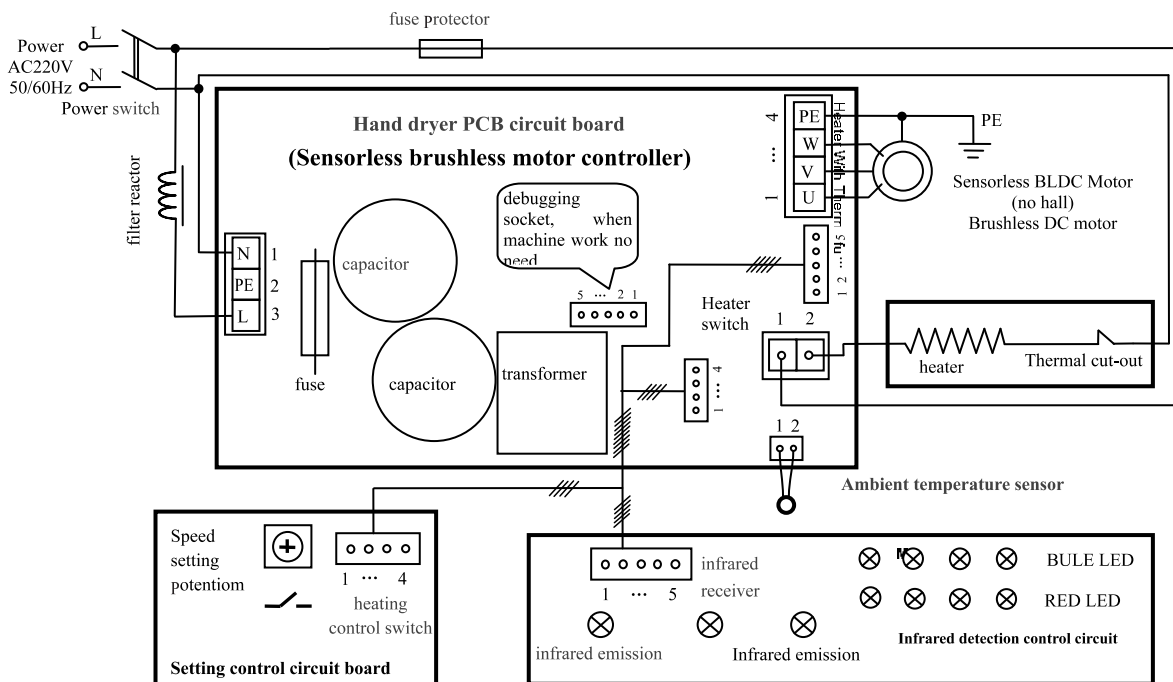 fuse protector
L
Power
AC220V
50/60Hz
N
Power switch
Hand dryer PCB circuit board
(Sensorless brushless motor controller)
filter reactor
N 1
PE 2
L 3
fuse
capacitor
capacitor
transformer
debugging
socket, when
machine work no
need
5 ... 2 1
4 ... 1
PE
W
V
U
Heater With Therm
fu
5 ... 2 1
PE
Sensorless BLDC Motor
(no hall)
Brushless DC motor
Heater
switch
1 2
heater
Thermal cut-out
4 ... 1
1 2
Ambient temperature sensor
Speed
setting
potentiom
1 ... 4
heating
control switch
Setting control circuit board
infrared
receiver
1 ... 5
infrared emission
Infrared emission
M
BULE LED
RED LED
Infrared detection control circuit